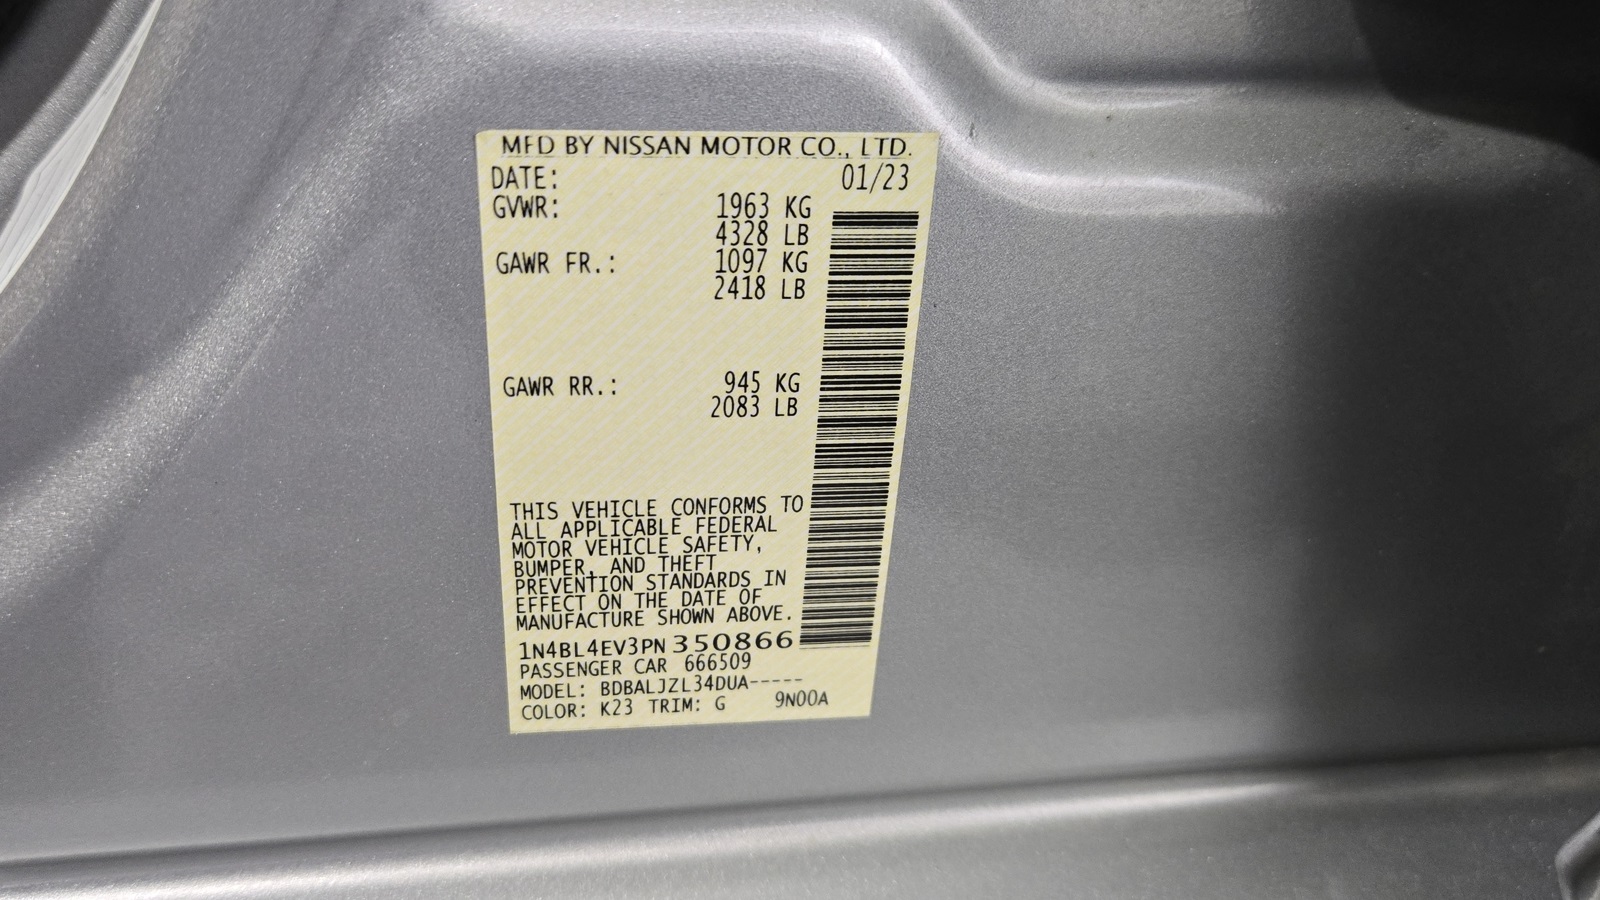 MFD BY NISSAN MOTOR CO., LTD.
DATE: 01/23
GVWR: 1963 KG
4328 LB
GAWR FR.: 1097 KG
2418 LB
GAWR RR.: 945 KG
2083 LB
THIS VEHICLE CONFORMS TO
ALL APPLICABLE FEDERAL
MOTOR VEHICLE SAFETY,
BUMPER, AND THEFT
PREVENTION STANDARDS IN
EFFECT ON THE DATE OF
MANUFACTURE SHOWN ABOVE.
1N4BL4EV3PN350866
PASSENGER CAR 666509
MODEL: BDBALJZL34DUA-----
COLOR: K23 TRIM: G 9N00A